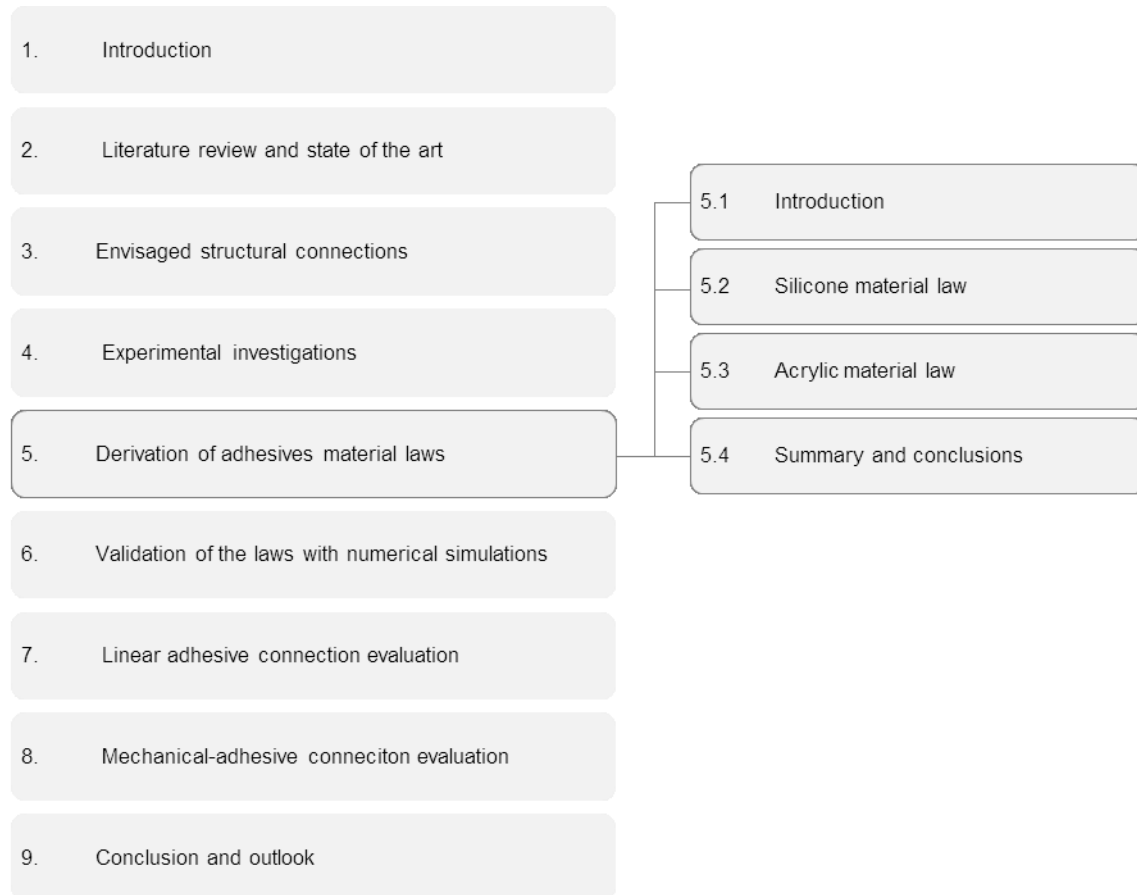 1. Introduction
2. Literature review and state of the art
3. Envisaged structural connections
4. Experimental investigations
5. Derivation of adhesives material laws
6. Validation of the laws with numerical simulations
7. Linear adhesive connection evaluation
8. Mechanical-adhesive conneciton evaluation
9. Conclusion and outlook
5.1 Introduction
5.2 Silicone material law
5.3 Acrylic material law
5.4 Summary and conclusions